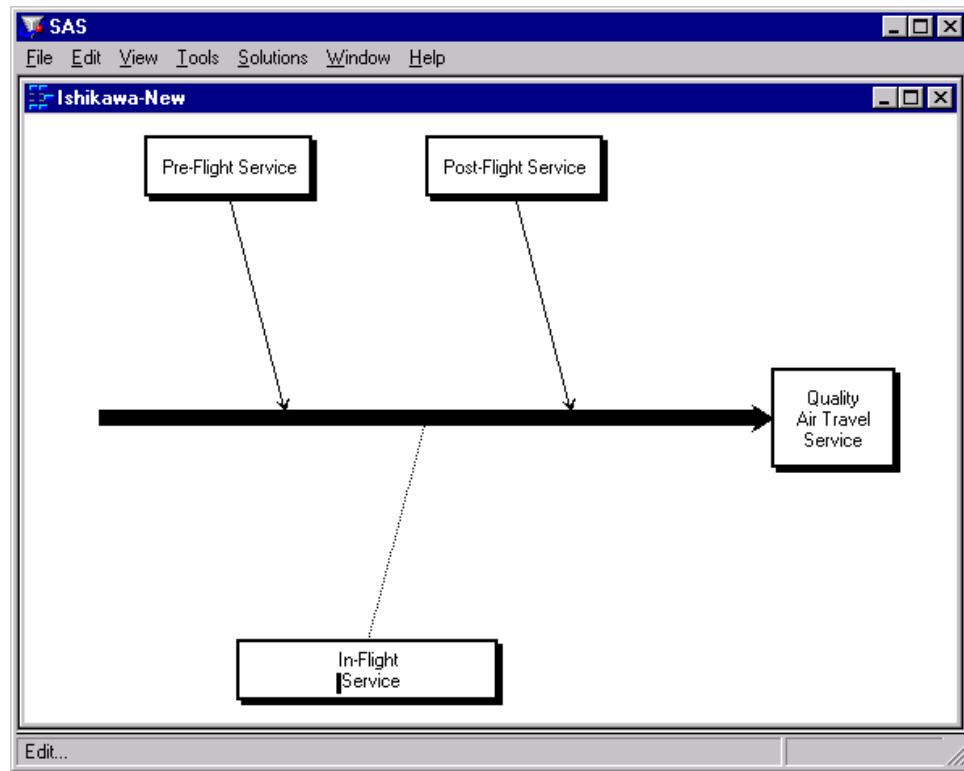 SAS
File Edit View Tools Solutions Window Help
Ishikawa-New
Pre-Flight Service
Post-Flight Service
Quality
Air Travel
Service
In-Flight
Service
Edit...